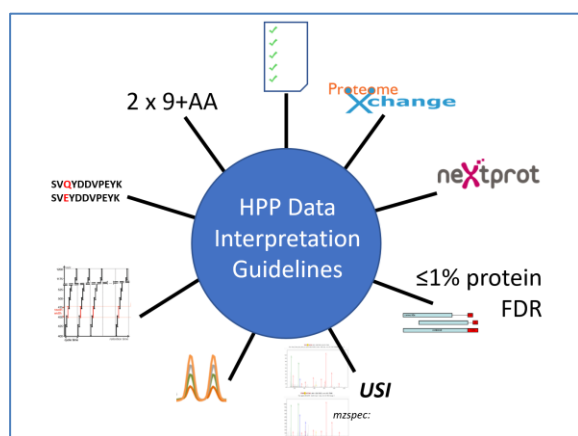 Proteome
Xchange
2 x 9+AA
neXtprot
SVQYDDVPEYK
SVEYDDVPEYK
HPP Data
Interpretation
Guidelines
≤1% protein
FDR
USI
mzspec: